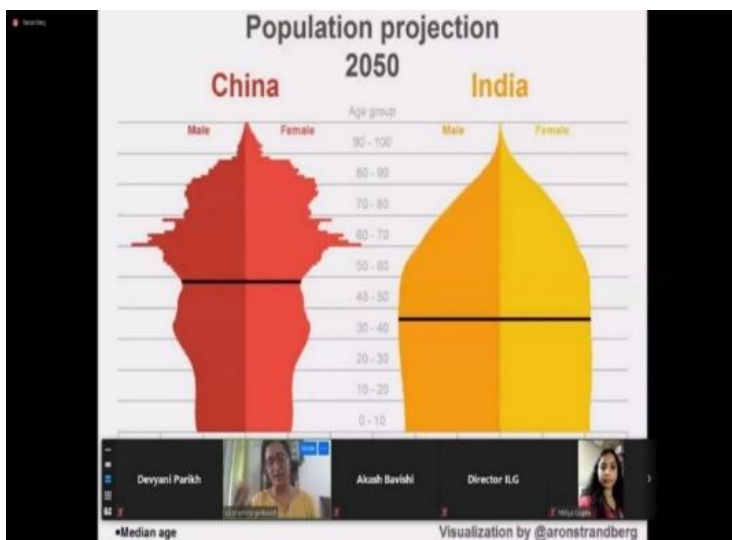 Recording
Population projection
2050
China
India
Age group
Male
Female
Male
Female
90 - 100
80 - 90
70 - 80
60 - 70
50 - 60
40 - 50
30 - 40
20 - 30
10 - 20
0 - 10
Devyani Parikh
Akash Bavishi
Director ILG
Gupta
•Median age
Visualization by @aronstrandberg